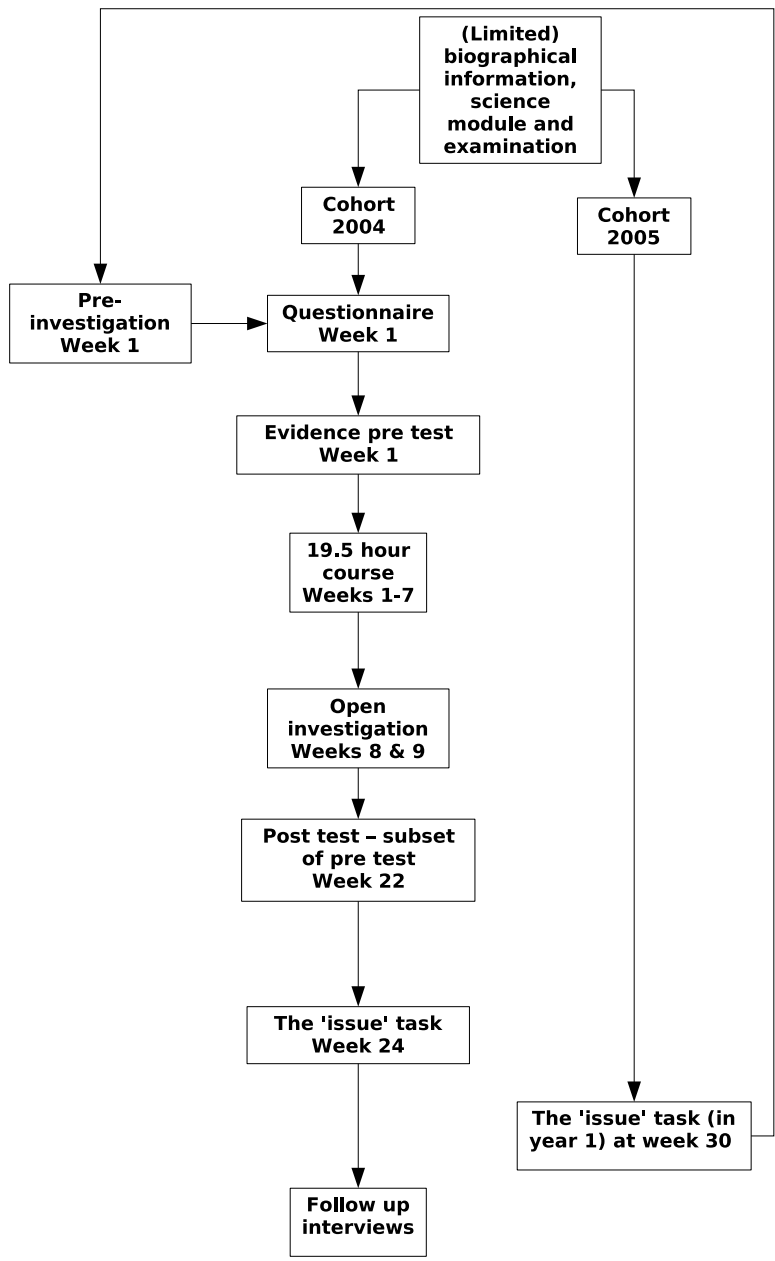 (Limited)
biographical
information,
science
module and
examination
Cohort
2004
Cohort
2005
Pre-
investigation
Week 1
Questionnaire
Week 1
Evidence pre test
Week 1
19.5 hour
course
Weeks 1-7
Open
investigation
Weeks 8 & 9
Post test – subset
of pre test
Week 22
The 'issue' task
Week 24
The 'issue' task (in
year 1) at week 30
Follow up
interviews